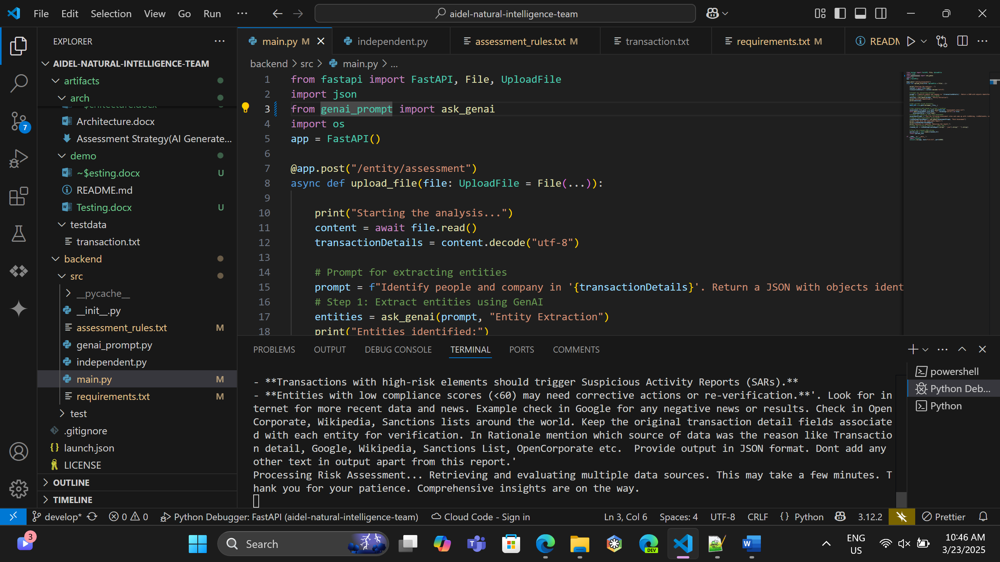 File Edit Selection View Go Run ··· aidel-natural-intelligence-team
EXPLORER
AIDEL-NATURAL-INTELLIGENCE-TEAM
artifacts
arch
~$chitecture.docx
Architecture.docx
Assessment Strategy(AI Generate...
demo
~$esting.docx U
README.md
Testing.docx U
testdata
transaction.txt
backend
src
__pycache__
__init__.py
assessment_rules.txt M
genai_prompt.py
independent.py
main.py M
requirements.txt M
test
.gitignore
launch.json
LICENSE
OUTLINE
TIMELINE
7
main.py M independent.py assessment_rules.txt M transaction.txt requirements.txt M READM
backend > src > main.py > ...
1 from fastapi import FastAPI, File, UploadFile
2 import json
3 from genai_prompt import ask_genai
4 import os
5 app = FastAPI()
6
7 @app.post("/entity/assessment")
8 async def upload_file(file: UploadFile = File(...)):
9
10 print("Starting the analysis...")
11 content = await file.read()
12 transactionDetails = content.decode("utf-8")
13
14 # Prompt for extracting entities
15 prompt = f"Identify people and company in '{transactionDetails}'. Return a JSON with objects ident
16 # Step 1: Extract entities using GenAI
17 entities = ask_genai(prompt, "Entity Extraction")
18 print("Entities identified:")
PROBLEMS OUTPUT DEBUG CONSOLE TERMINAL PORTS COMMENTS
- **Transactions with high-risk elements should trigger Suspicious Activity Reports (SARs).**
- **Entities with low compliance scores (<60) may need corrective actions or re-verification.**'. Look for in
ternet for more recent data and news. Example check in Google for any negative news or results. Check in Open
Corporate, Wikipedia, Sanctions lists around the world. Keep the original transaction detail fields associate
d with each entity for verification. In Rationale mention which source of data was the reason like Transactio
n detail, Google, Wikipedia, Sanctions List, OpenCorporate etc.  Provide output in JSON format. Dont add any
other text in output apart from this report.'
Processing Risk Assessment... Retrieving and evaluating multiple data sources. This may take a few minutes. T
hank you for your patience. Comprehensive insights are on the way.
powershell
Python Deb...
Python
develop* 0 0 Python Debugger: FastAPI (aidel-natural-intelligence-team) Cloud Code - Sign in Ln 3, Col 6 Spaces: 4 UTF-8 CRLF {} Python 3.12.2 Prettier
3 Search DEV ENG 10:46 AM
US 3/23/2025